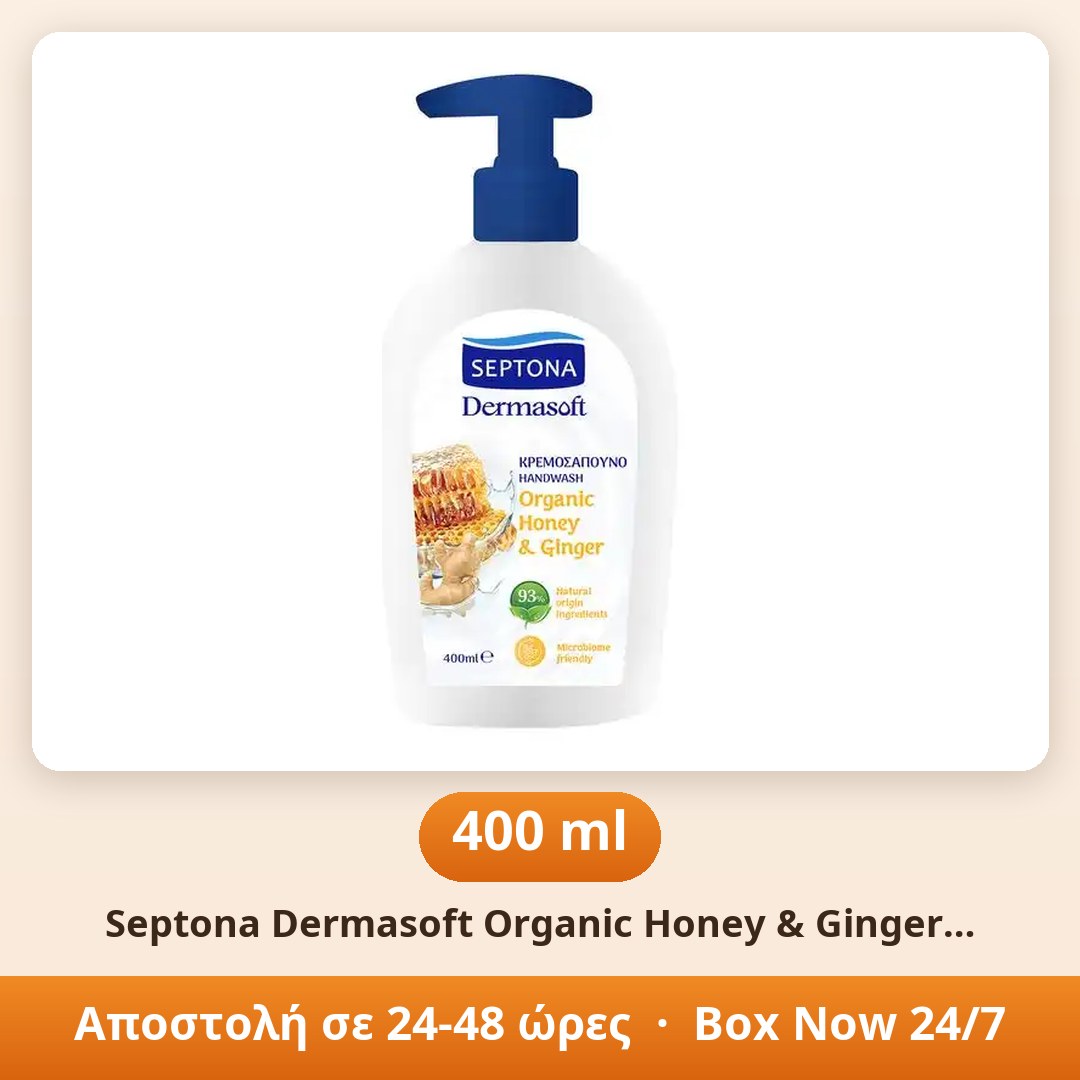 SEPTONA
Dermasoft
ΚΡΕΜΟΣΑΠΟΥΝΟ
HANDWASH
Organic
Honey
& Ginger
93%
Natural
origin
ingredients
Microbiome
friendly
400ml℮
400 ml
Septona Dermasoft Organic Honey & Ginger...
Αποστολή σε 24-48 ώρες · Box Now 24/7